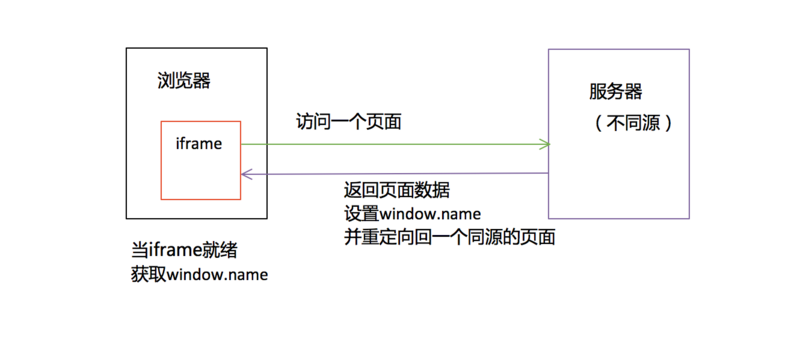 浏览器
服务器
（不同源）
iframe
访问一个页面
返回页面数据
设置window.name
并重定向回一个同源的页面
当iframe就绪
获取window.name